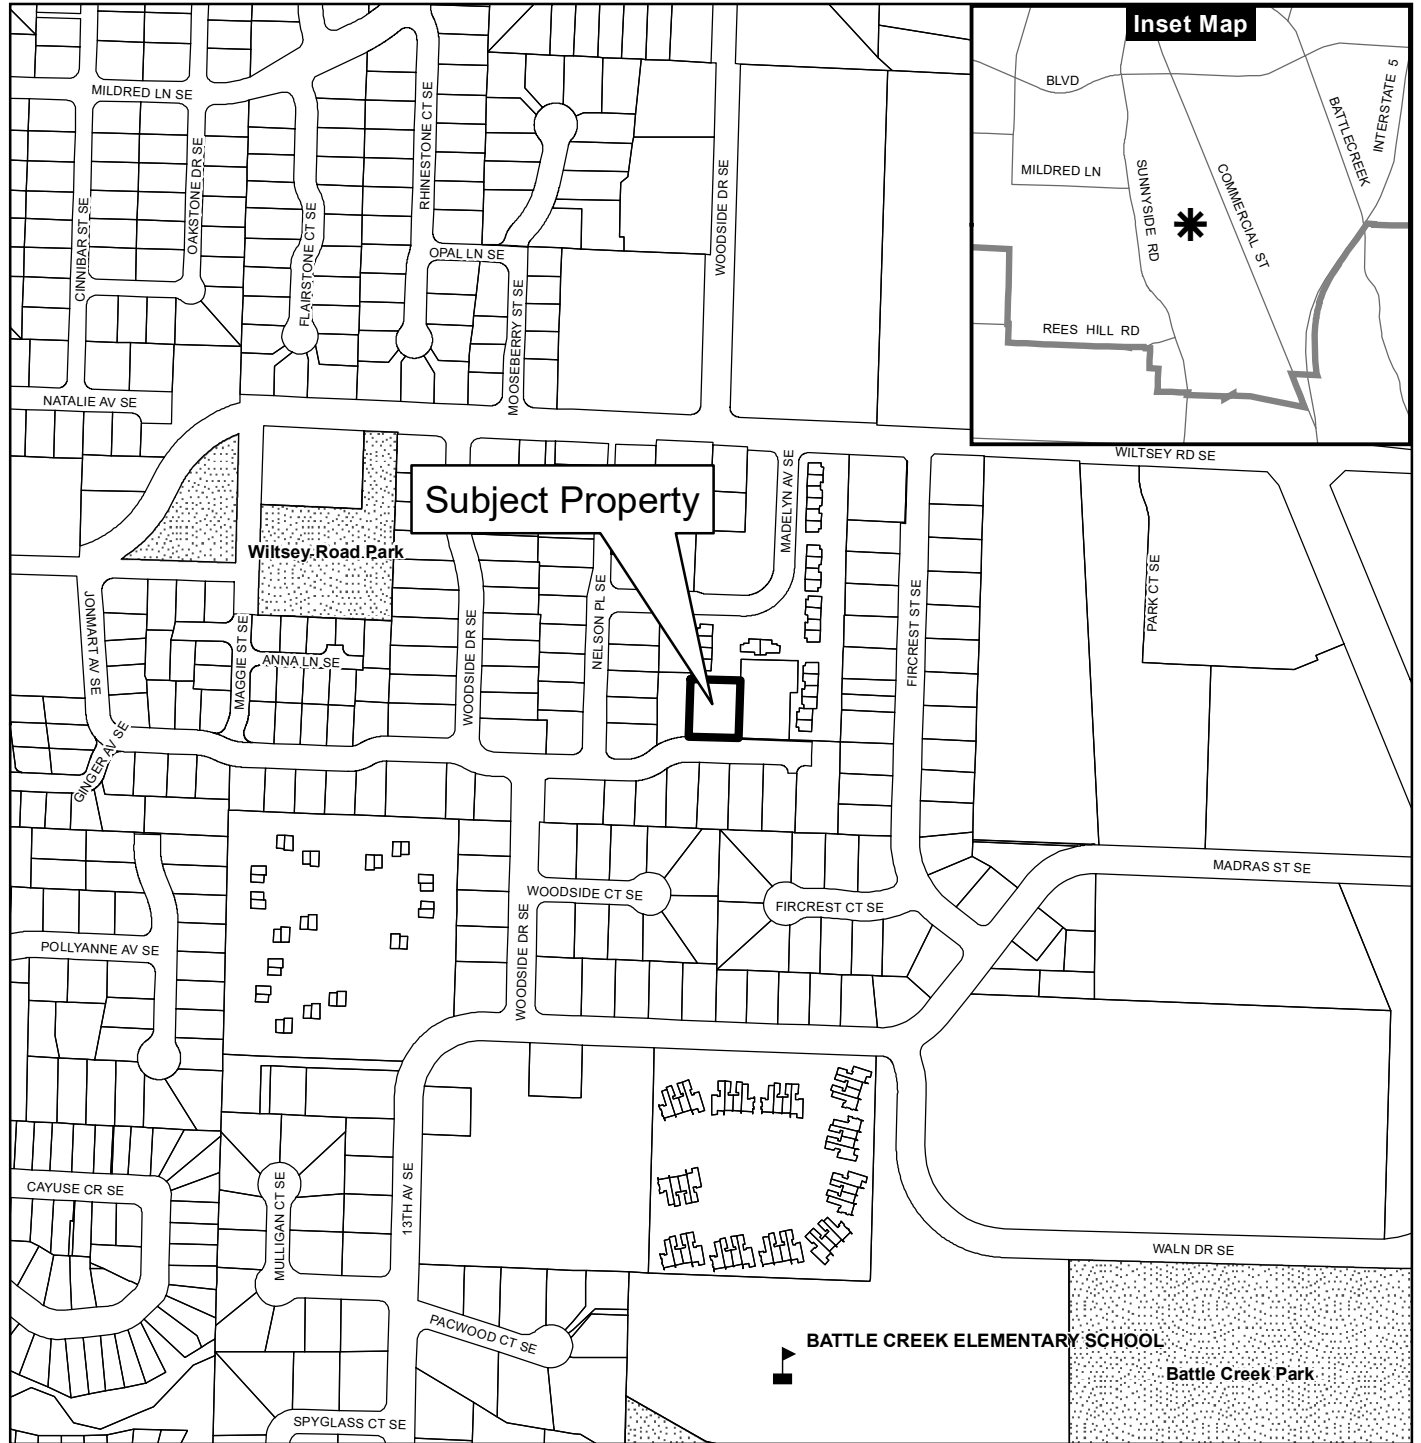 Inset Map
BLVD
INTERSTATE 5
BATTLECREEK
MILDRED LN
SUNNYSIDE RD
COMMERCIAL ST
REES HILL RD
MILDRED LN SE
CINNIBAR ST SE
OAKSTONE DR SE
FLAIRSTONE CT SE
RHINESTONE CT SE
OPAL LN SE
MOOSEBERRY ST SE
WOODSIDE DR SE
NATALIE AV SE
WILTSEY RD SE
Subject Property
Wiltsey Road Park
MADELYN AV SE
JONMART AV SE
MAGGIE ST SE
ANNA LN SE
WOODSIDE DR SE
NELSON PL SE
FIRCREST ST SE
PARK CT SE
GINGER AV SE
MADRAS ST SE
WOODSIDE CT SE
FIRCREST CT SE
POLLYANNE AV SE
WOODSIDE DR SE
CAYUSE CR SE
MULLIGAN CT SE
13TH AV SE
WALN DR SE
PACWOOD CT SE
BATTLE CREEK ELEMENTARY SCHOOL
Battle Creek Park
SPYGLASS CT SE